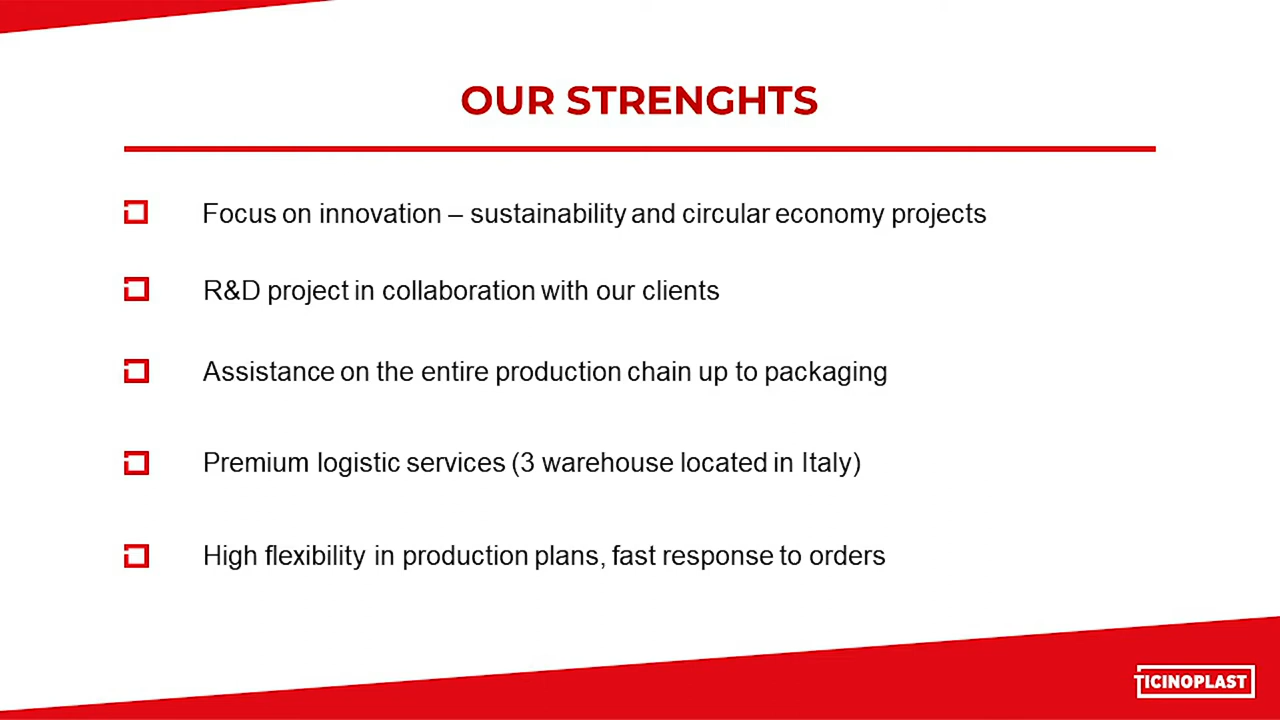 OUR STRENGHTS
Focus on innovation – sustainability and circular economy projects
R&D project in collaboration with our clients
Assistance on the entire production chain up to packaging
Premium logistic services (3 warehouse located in Italy)
High flexibility in production plans, fast response to orders
TICINOPLAST